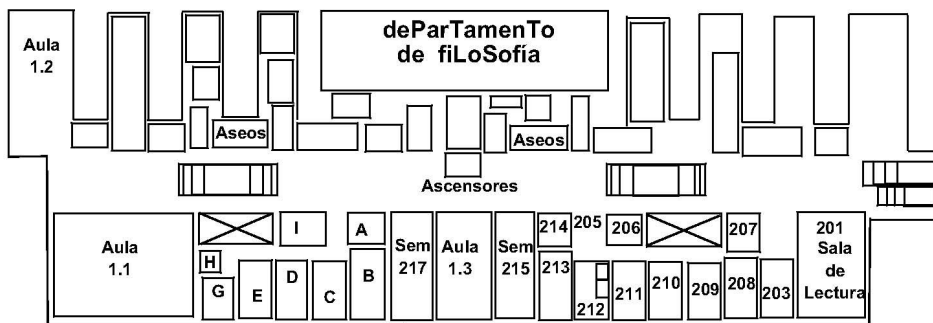 dePartamenTo
de fiLoSofía
Aula
1.2
Aseos
Aseos
Ascensores
Aula
1.1
H
G
E
I
D
C
A
B
Sem
217
Aula
1.3
Sem
215
214
213
205
212
206
211
210
209
207
208
203
201
Sala
de
Lectura